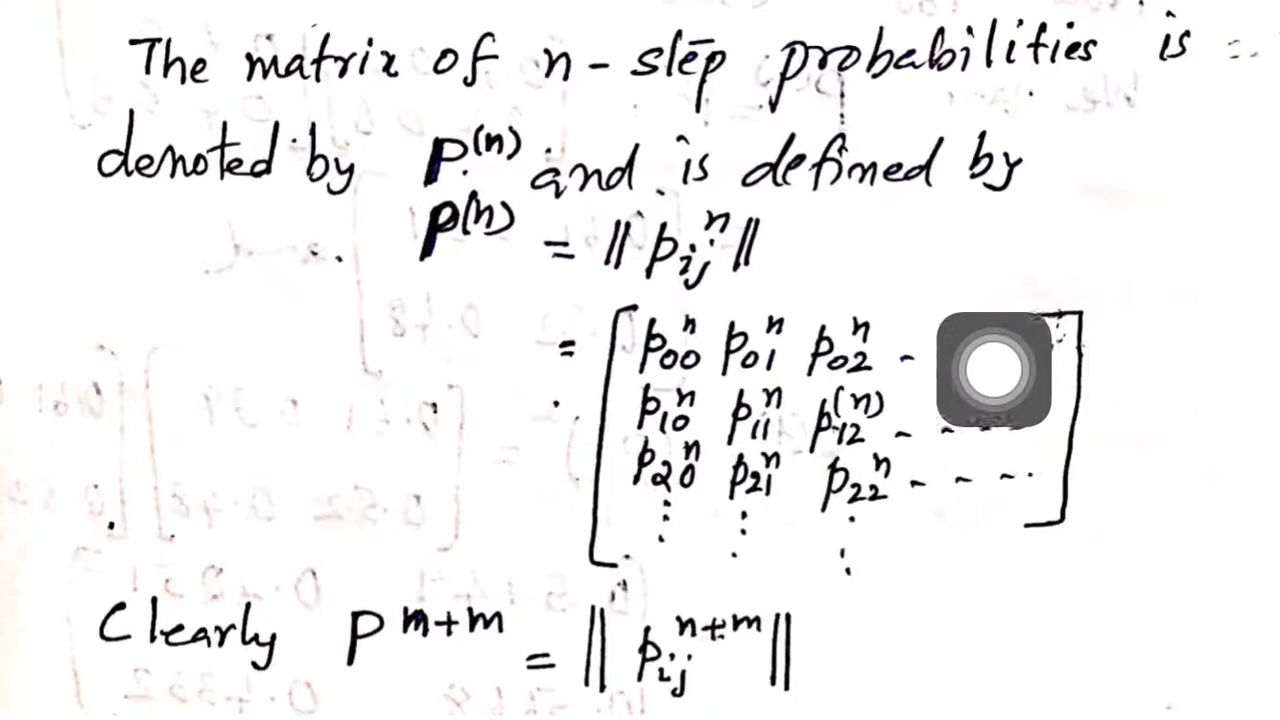 The matrix of n-step probabilities is
denoted by P^(n) and is defined by
P^(n) = || p_ij^n ||
= [ p_00^n p_01^n p_02^n -
p_10^n p_11^n p_12^(n) - - - -
p_20^n p_21^n p_22^n - - - - ]
⋮ ⋮ ⋮
Clearly P^n+m = || p_ij^n+m ||